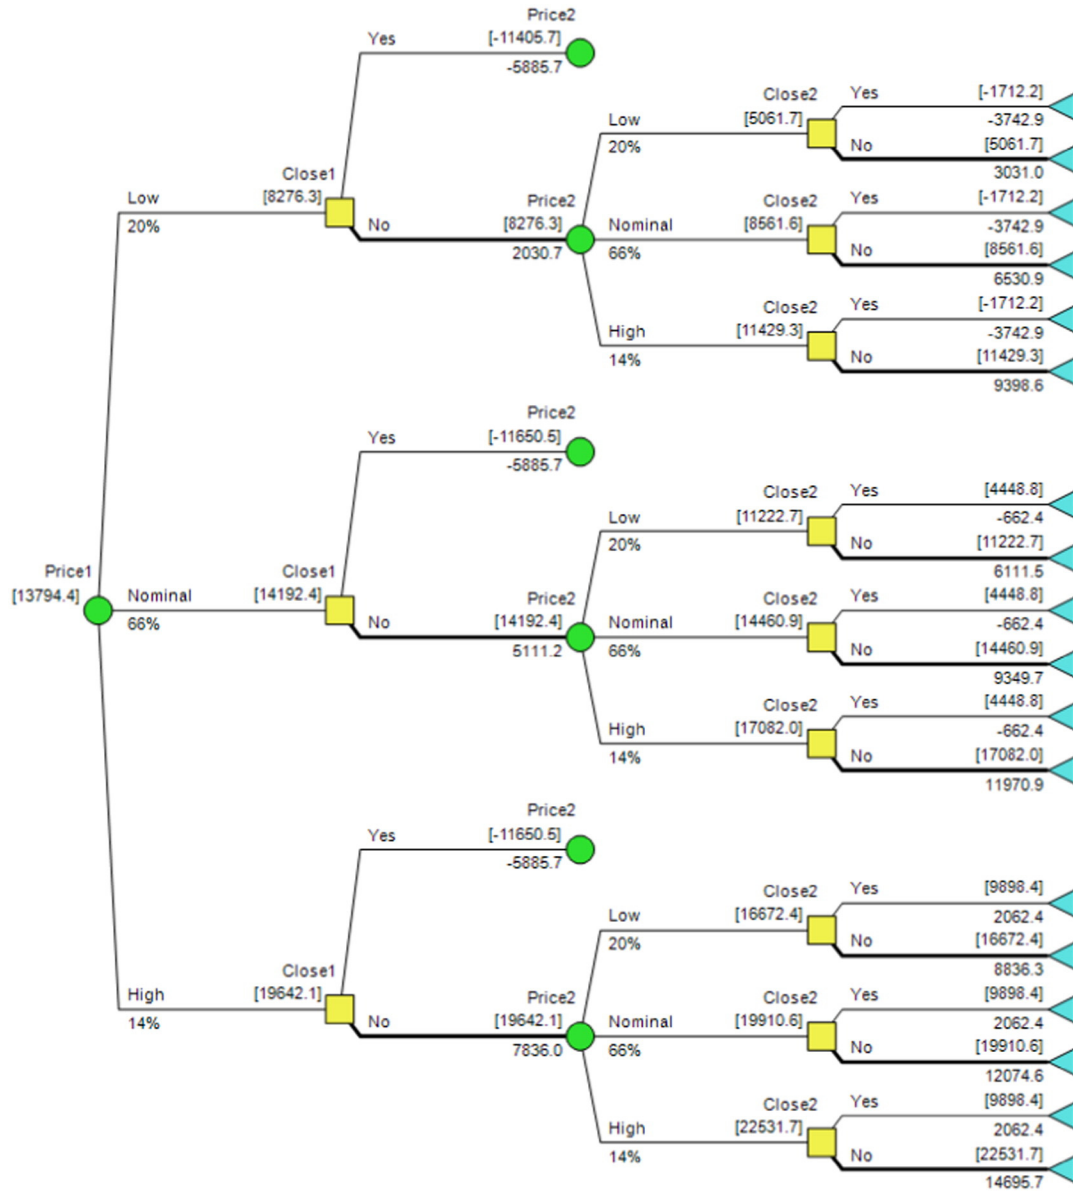 Price2
Yes [-11405.7]
-5885.7
Close2 Yes [-1712.2]
Low [5061.7] -3742.9
20% No [5061.7]
3031.0
Close1
Low [8276.3]
20%
Price2 Close2 Yes [-1712.2]
No [8276.3] Nominal [8561.6] -3742.9
2030.7 66% No [8561.6]
6530.9
Close2 Yes [-1712.2]
High [11429.3] -3742.9
14% No [11429.3]
9398.6
Price2
Yes [-11650.5]
-5885.7
Close2 Yes [4448.8]
Low [11222.7] -662.4
20% No [11222.7]
6111.5
Price1 Close1
[13794.4] Nominal [14192.4]
66%
Price2 Close2 Yes [4448.8]
No [14192.4] Nominal [14460.9] -662.4
5111.2 66% No [14460.9]
9349.7
Close2 Yes [4448.8]
High [17082.0] -662.4
14% No [17082.0]
11970.9
Price2
Yes [-11650.5]
-5885.7
Close2 Yes [9898.4]
Low [16672.4] 2062.4
20% No [16672.4]
8836.3
Close1
High [19642.1]
14%
Price2 Close2 Yes [9898.4]
No [19642.1] Nominal [19910.6] 2062.4
7836.0 66% No [19910.6]
12074.6
Close2 Yes [9898.4]
High [22531.7] 2062.4
14% No [22531.7]
14695.7